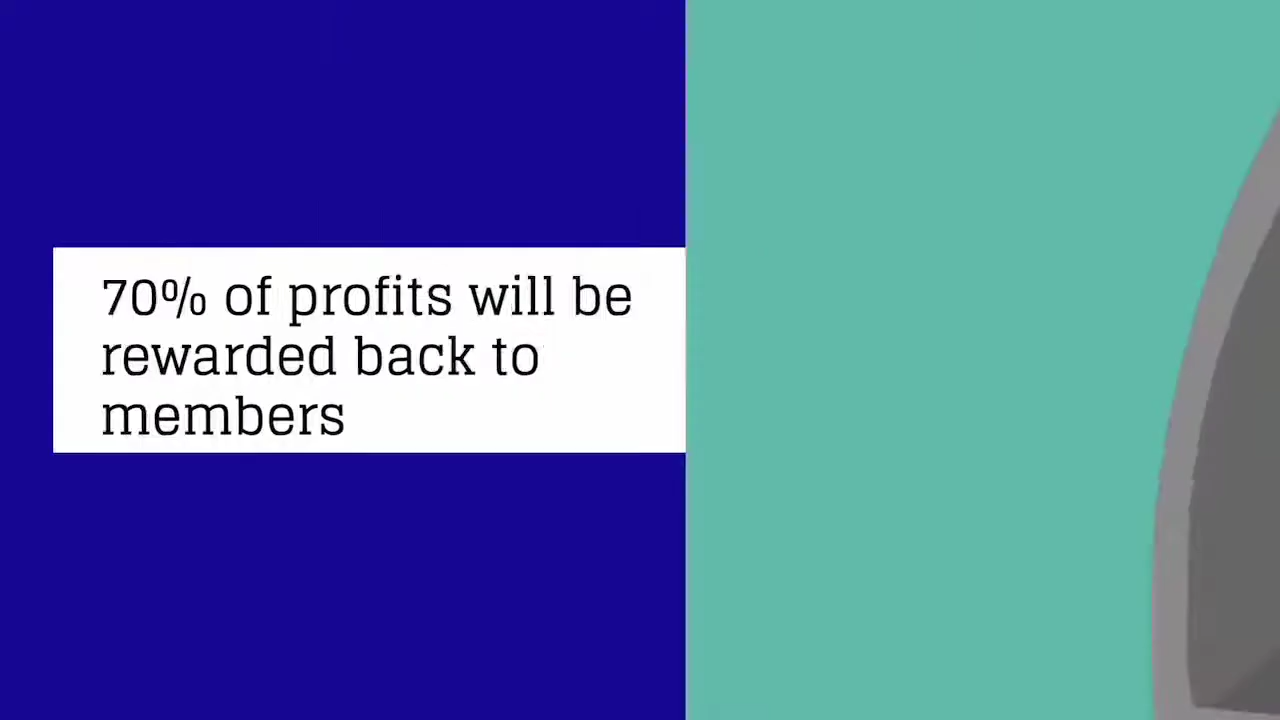 70% of profits will be
rewarded back to
members